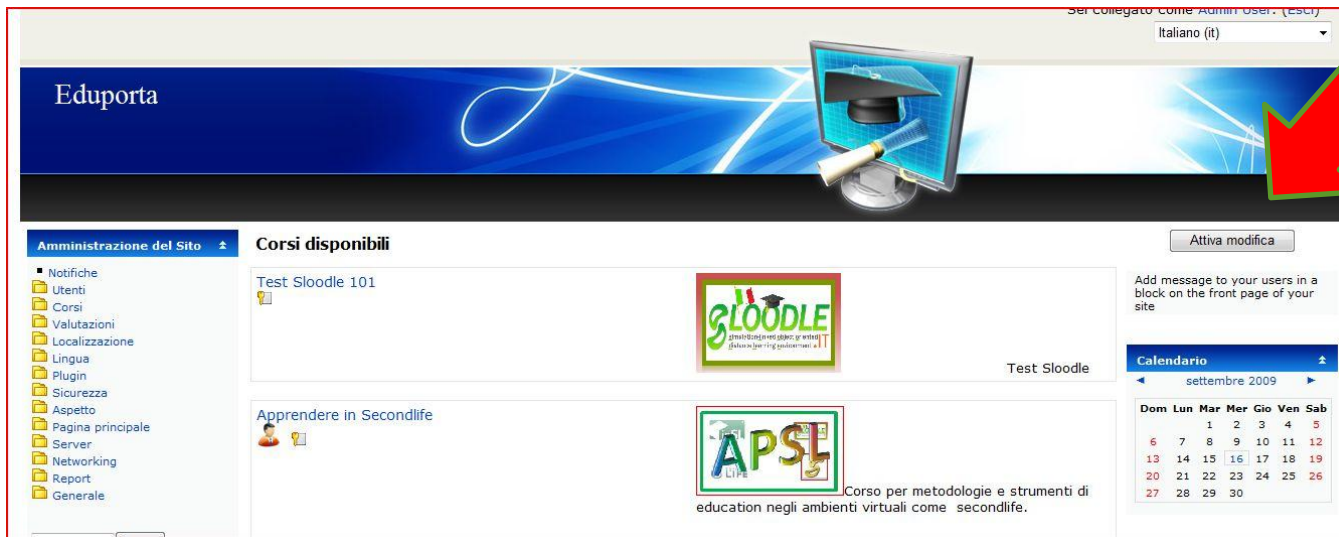 Sei collegato come Admin User. (Esci)
Italiano (it)
Eduporta
Amministrazione del Sito
Notifiche
Utenti
Corsi
Valutazioni
Localizzazione
Lingua
Plugin
Sicurezza
Aspetto
Pagina principale
Server
Networking
Report
Generale
Corsi disponibili
Test Sloodle 101
SLOODLE
IT
Test Sloodle
Apprendere in Secondlife
APSL
LIFE
Corso per metodologie e strumenti di
education negli ambienti virtuali come secondlife.
Attiva modifica
Add message to your users in a
block on the front page of your
site
Calendario
settembre 2009
Dom Lun Mar Mer Gio Ven Sab
1 2 3 4 5
6 7 8 9 10 11 12
13 14 15 16 17 18 19
20 21 22 23 24 25 26
27 28 29 30